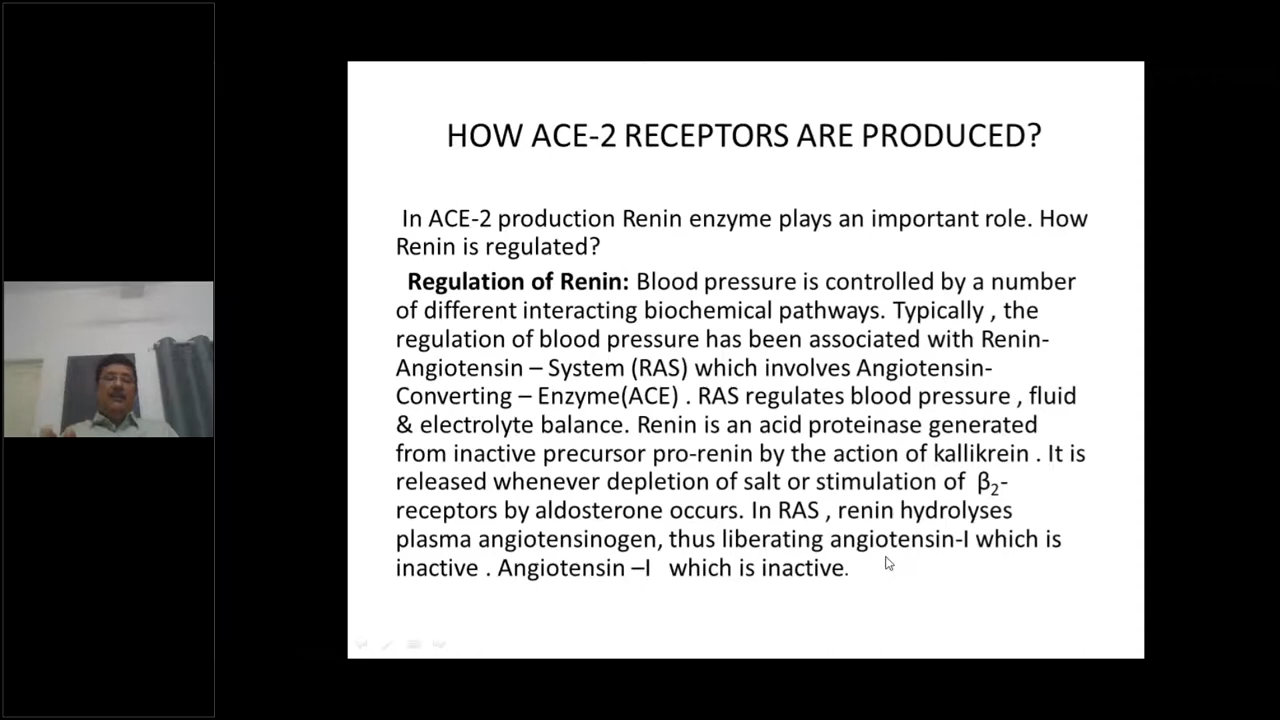 HOW ACE-2 RECEPTORS ARE PRODUCED?
In ACE-2 production Renin enzyme plays an important role. How
Renin is regulated?
Regulation of Renin: Blood pressure is controlled by a number
of different interacting biochemical pathways. Typically , the
regulation of blood pressure has been associated with Renin-
Angiotensin – System (RAS) which involves Angiotensin-
Converting – Enzyme(ACE) . RAS regulates blood pressure , fluid
& electrolyte balance. Renin is an acid proteinase generated
from inactive precursor pro-renin by the action of kallikrein . It is
released whenever depletion of salt or stimulation of β₂-
receptors by aldosterone occurs. In RAS , renin hydrolyses
plasma angiotensinogen, thus liberating angiotensin-I which is
inactive . Angiotensin –I which is inactive.